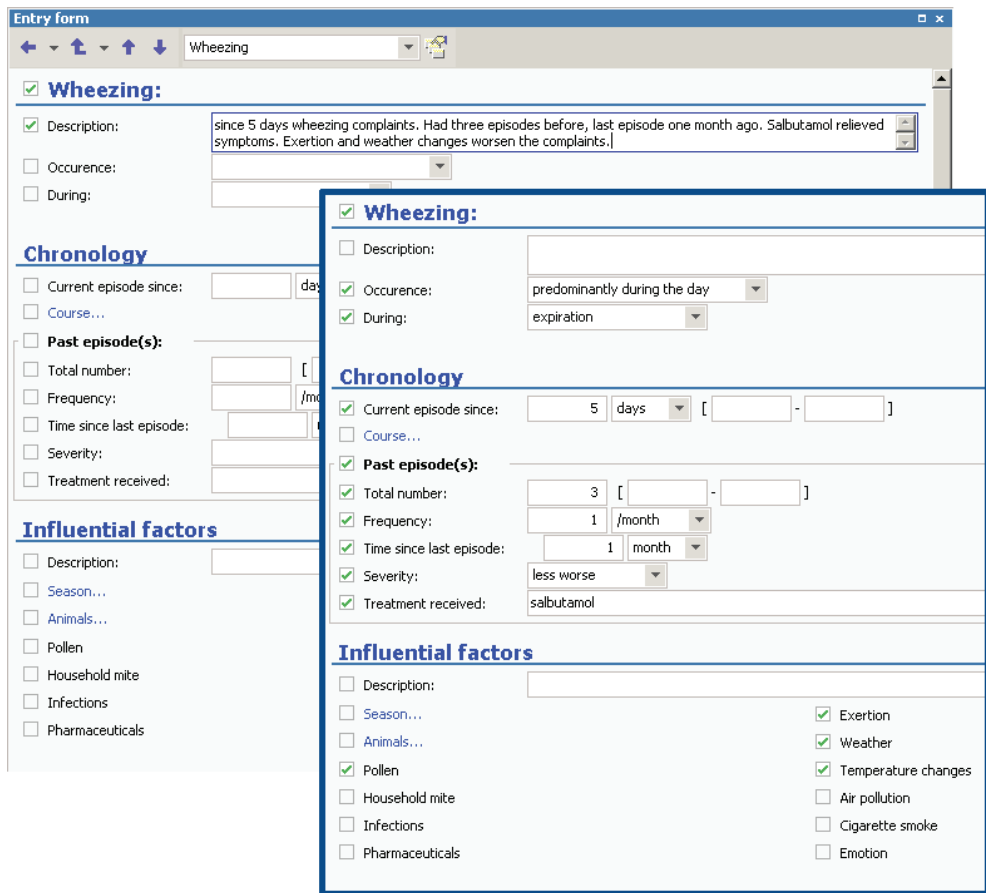 Entry form
Wheezing
Wheezing:
Description:
since 5 days wheezing complaints. Had three episodes before, last episode one month ago. Salbutamol relieved
symptoms. Exertion and weather changes worsen the complaints.
Occurence:
During:
Chronology
Current episode since:
Course...
Past episode(s):
Total number: [
Frequency:
Time since last episode:
Severity:
Treatment received:
Influential factors
Description:
Season...
Animals...
Pollen
Household mite
Infections
Pharmaceuticals
Wheezing:
Description:
Occurence: predominantly during the day
During: expiration
Chronology
Current episode since: 5 days [ - ]
Course...
Past episode(s):
Total number: 3 [ - ]
Frequency: 1 /month
Time since last episode: 1 month
Severity: less worse
Treatment received: salbutamol
Influential factors
Description:
Season... Exertion
Animals... Weather
Pollen Temperature changes
Household mite Air pollution
Infections Cigarette smoke
Pharmaceuticals Emotion